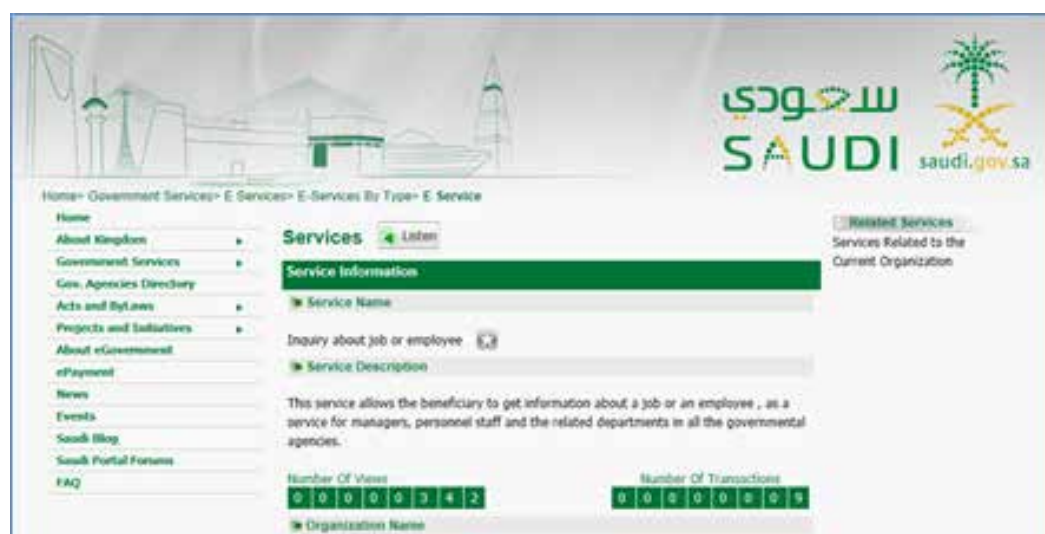 سعودي
SAUDI
saudi.gov.sa
Home> Government Services> E Services> E-Services By Type> E Service
Home
About Kingdom
Government Services
Gov. Agencies Directory
Acts and ByLaws
Projects and Initiatives
About eGovernment
ePayment
News
Events
Saudi Blog
Saudi Portal Forums
FAQ
Services
Listen
Service Information
Service Name
Inquiry about job or employee
Service Description
This service allows the beneficiary to get information about a job or an employee , as a
service for managers, personnel staff and the related departments in all the governmental
agencies.
Number Of Views
0 0 0 0 0 3 4 2
Number Of Transactions
0 0 0 0 0 0 0 9
Organization Name
Related Services
Services Related to the
Current Organization